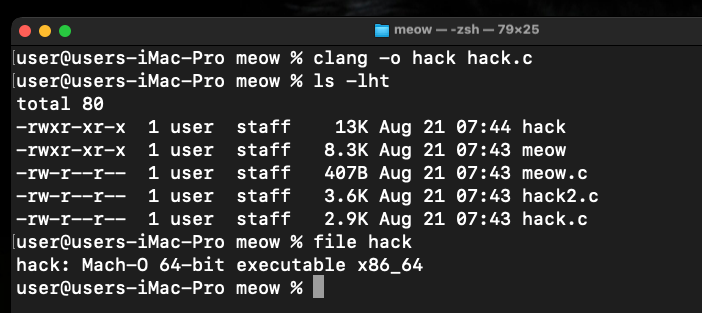 meow — -zsh — 79×25
[user@users-iMac-Pro meow % clang -o hack hack.c
[user@users-iMac-Pro meow % ls -lht
total 80
-rwxr-xr-x  1 user  staff    13K Aug 21 07:44 hack
-rwxr-xr-x  1 user  staff   8.3K Aug 21 07:43 meow
-rw-r--r--  1 user  staff   407B Aug 21 07:43 meow.c
-rw-r--r--  1 user  staff   3.6K Aug 21 07:43 hack2.c
-rw-r--r--  1 user  staff   2.9K Aug 21 07:43 hack.c
[user@users-iMac-Pro meow % file hack
hack: Mach-O 64-bit executable x86_64
user@users-iMac-Pro meow %